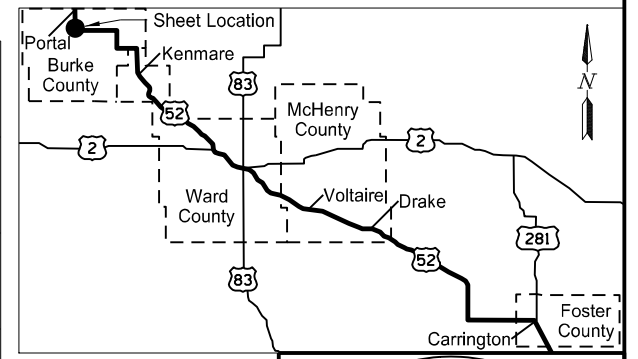 Sheet Location
Portal
Kenmare
Burke
County
83
52
McHenry
County
N
2
2
Ward
County
Voltaire
Drake
281
52
83
Foster
County
Carrington